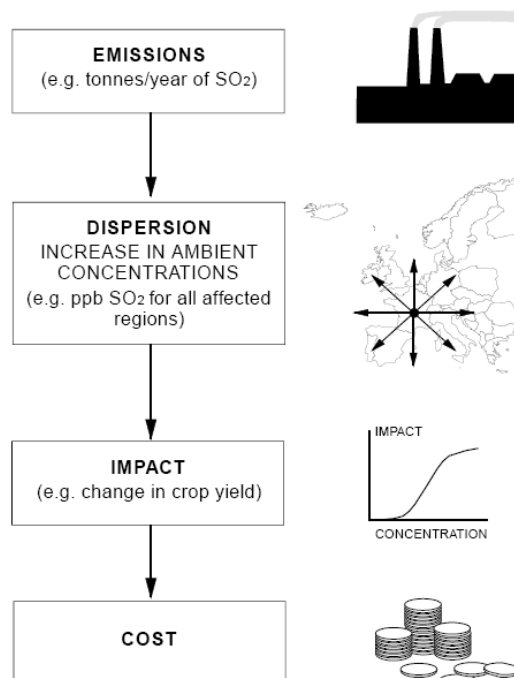 EMISSIONS
(e.g. tonnes/year of SO₂)
DISPERSION
INCREASE IN AMBIENT
CONCENTRATIONS
(e.g. ppb SO₂ for all affected
regions)
IMPACT
(e.g. change in crop yield)
IMPACT
CONCENTRATION
COST